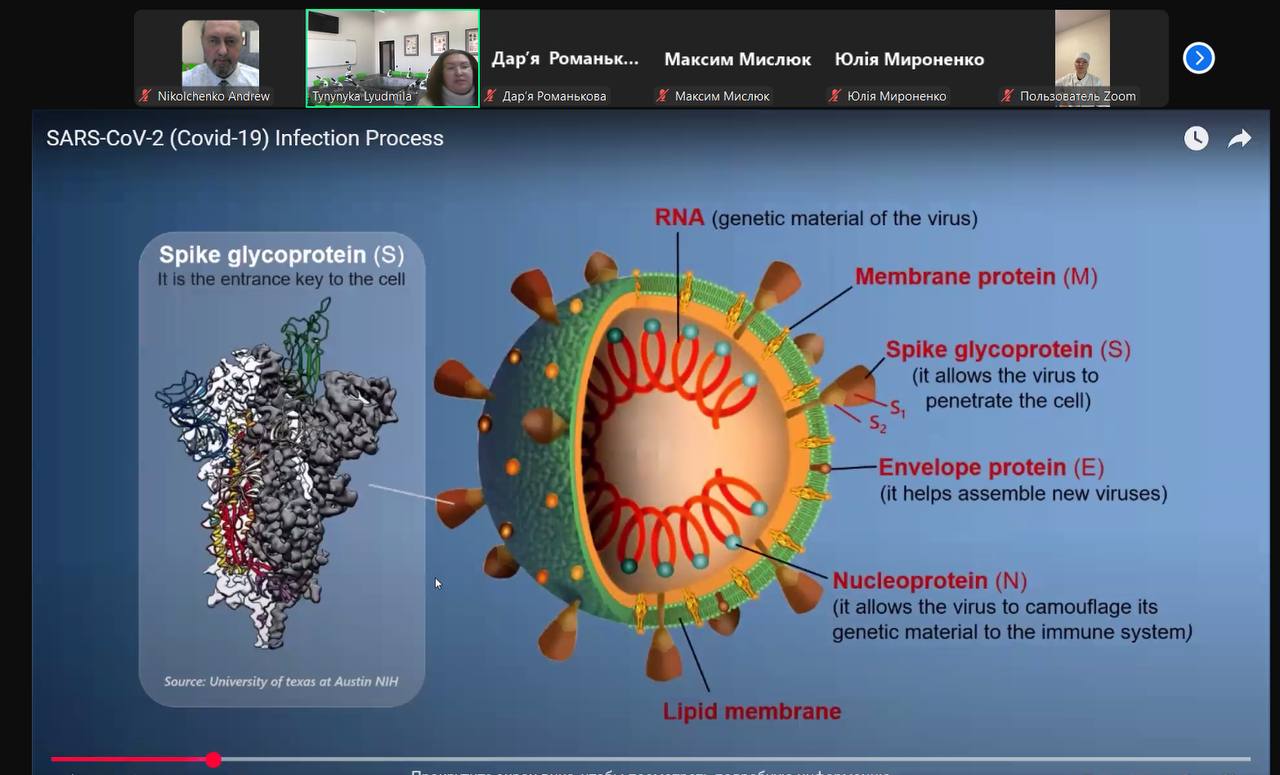 Дар’я Романьк...
Максим Мислюк
Юлія Мироненко
Nikolchenko Andrew
Tynynyka Lyudmila
Дар’я Романькова
Максим Мислюк
Юлія Мироненко
Пользователь Zoom
SARS-CoV-2 (Covid-19) Infection Process
Spike glycoprotein (S)
It is the entrance key to the cell
Source: University of texas at Austin NIH
RNA (genetic material of the virus)
Membrane protein (M)
Spike glycoprotein (S)
(it allows the virus to
penetrate the cell)
S1
S2
Envelope protein (E)
(it helps assemble new viruses)
Nucleoprotein (N)
(it allows the virus to camouflage its
genetic material to the immune system)
Lipid membrane